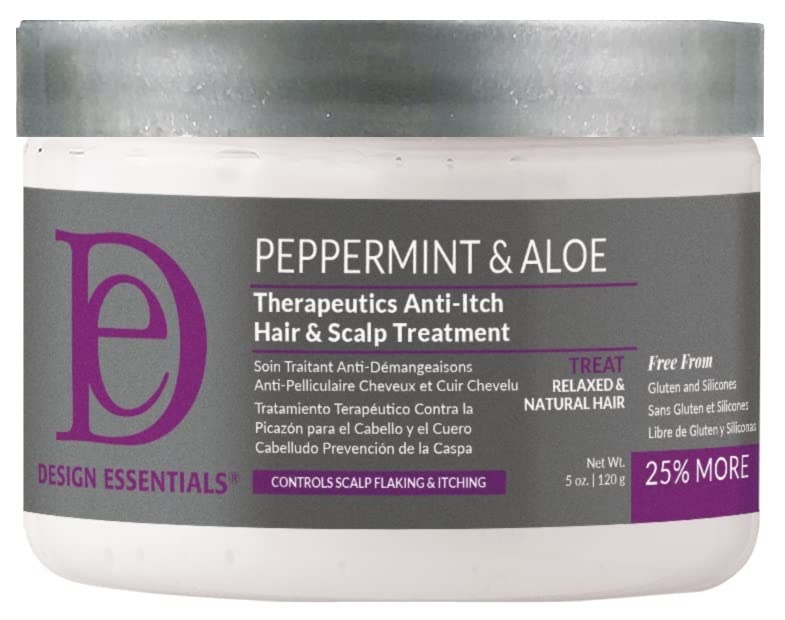 De
DESIGN ESSENTIALS®
PEPPERMINT & ALOE
Therapeutics Anti-Itch
Hair & Scalp Treatment
Soin Traitant Anti-Démangeaisons
Anti-Pelliculaire Cheveux et Cuir Chevelu
Tratamiento Terapéutico Contra la
Picazón para el Cabello y el Cuero
Cabelludo Prevención de la Caspa
CONTROLS SCALP FLAKING & ITCHING
TREAT
RELAXED &
NATURAL HAIR
Net Wt.
5 oz. | 120 g
Free From
Gluten and Silicones
Sans Gluten et Silicones
Libre de Gluten y Siliconas
25% MORE